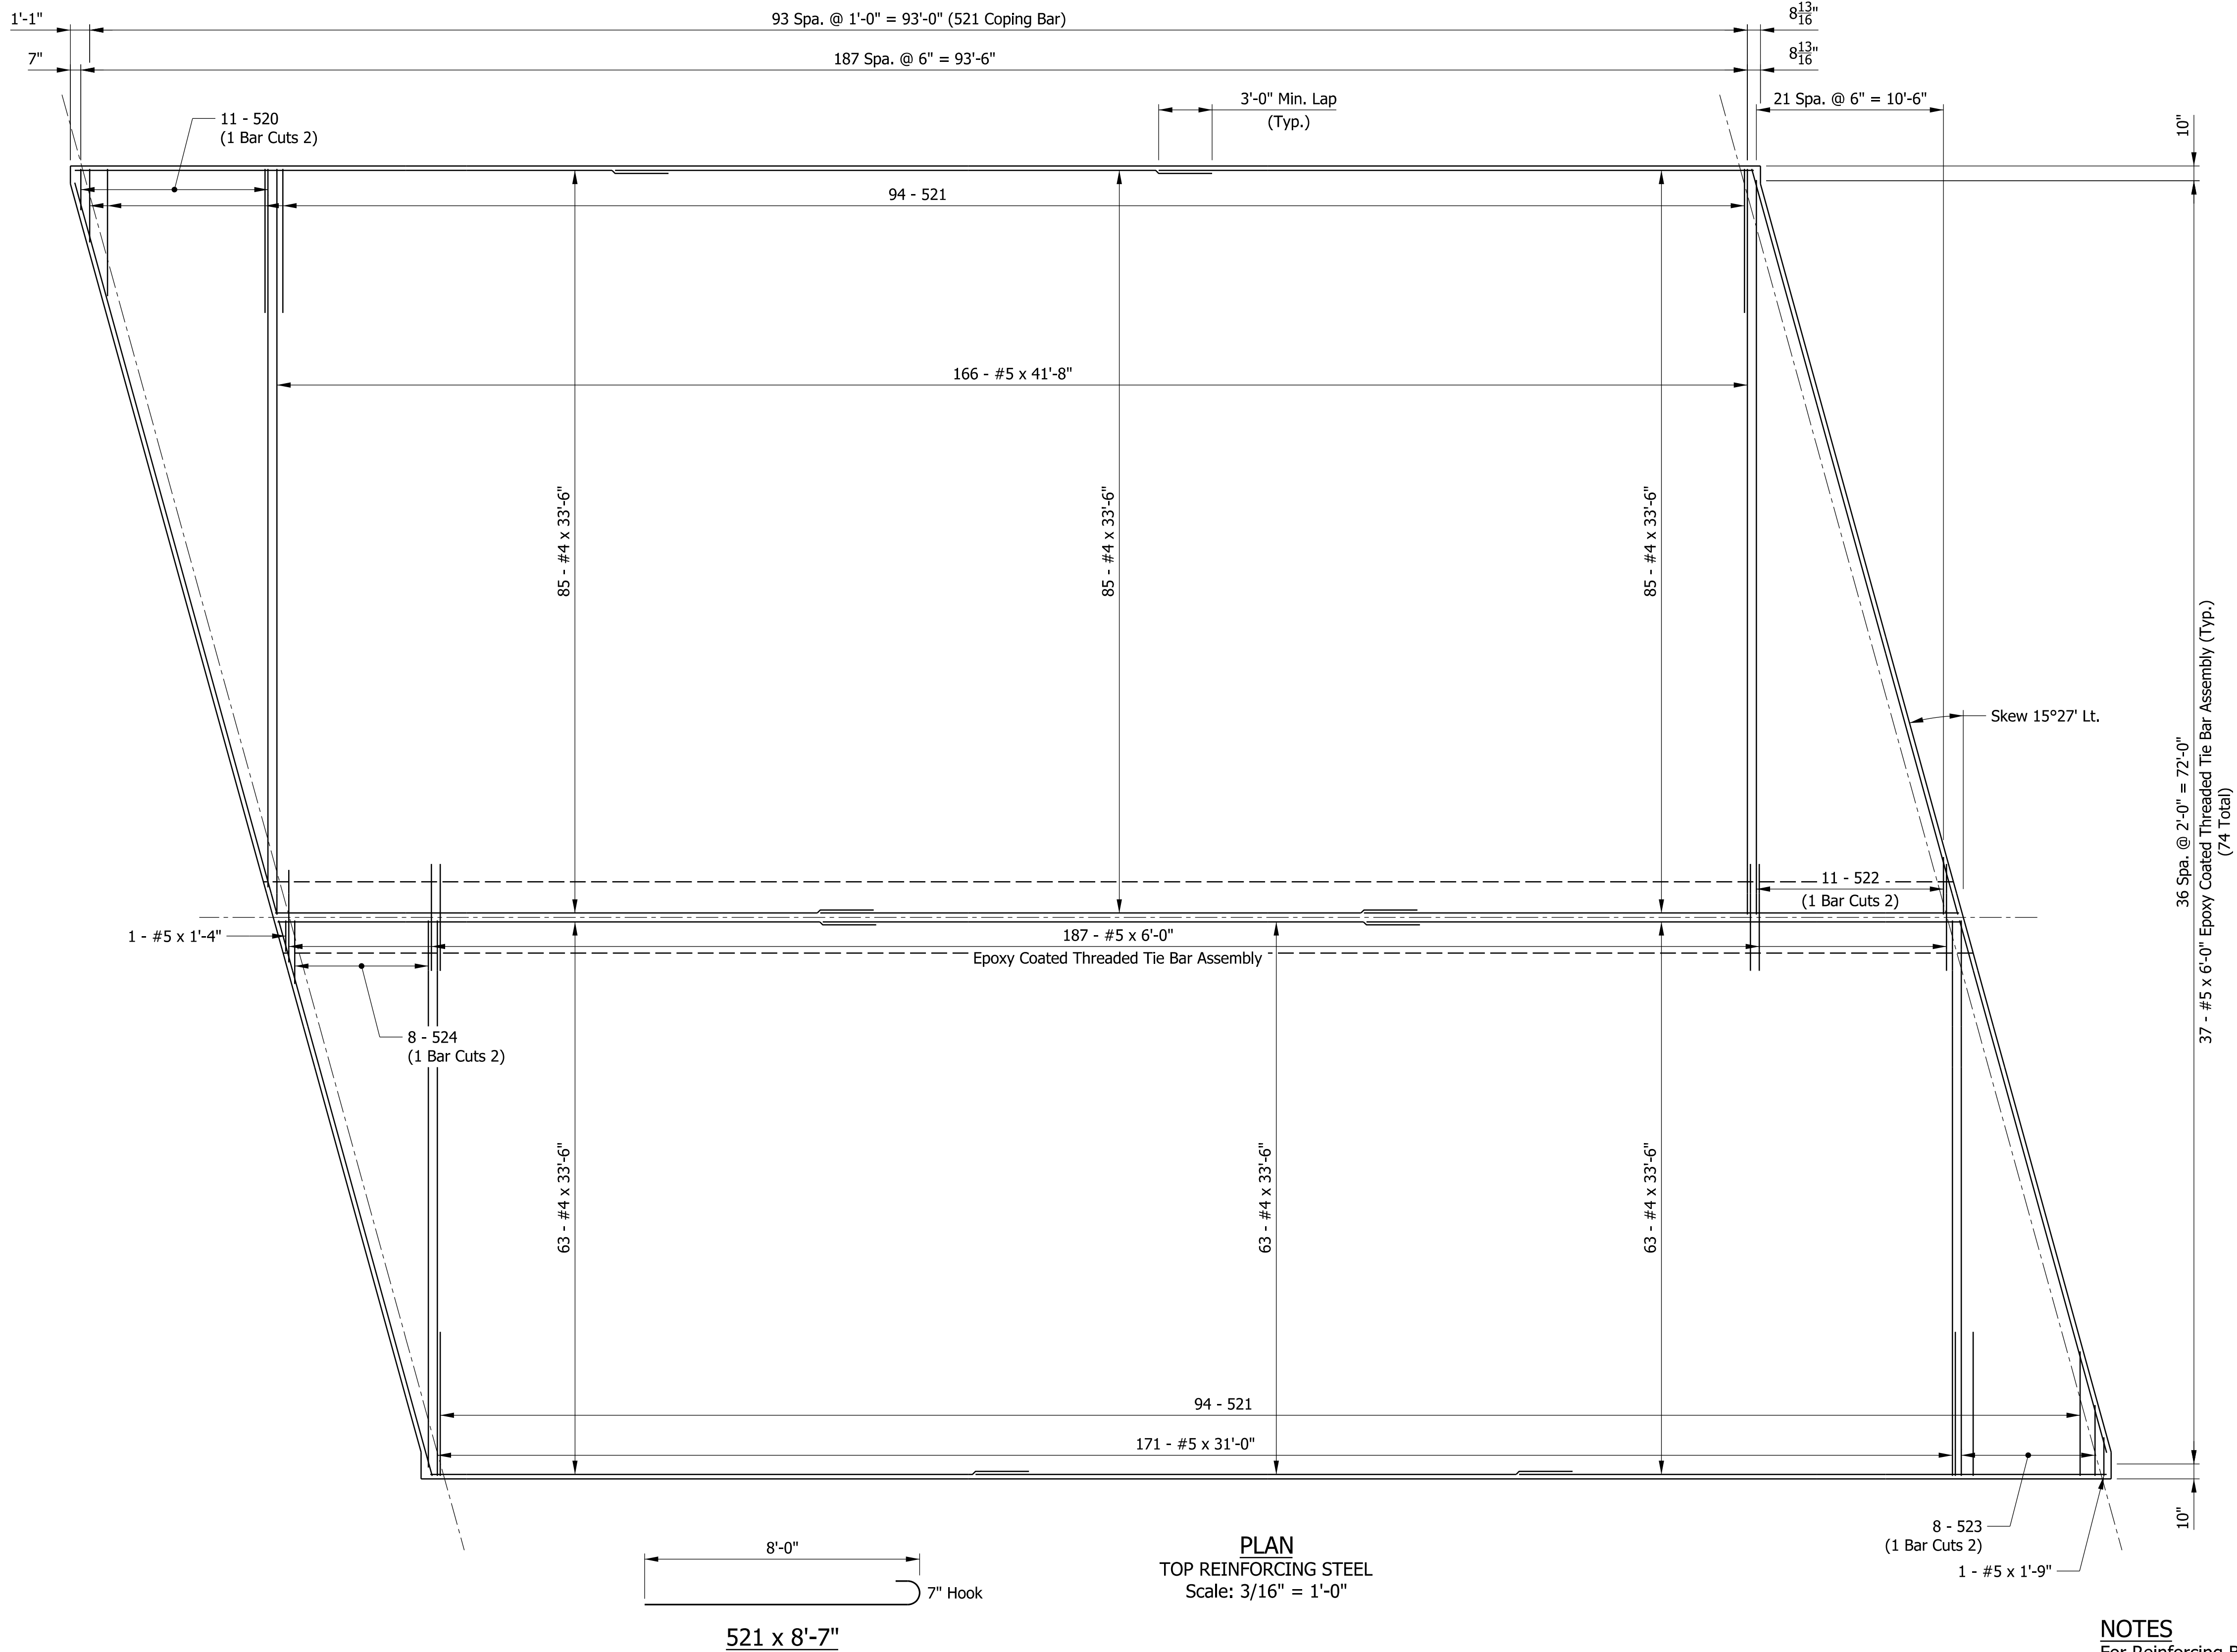 1'-1"
93 Spa. @ 1'-0" = 93'-0" (521 Coping Bar)
8 13/16"
7"
187 Spa. @ 6" = 93'-6"
8 13/16"
3'-0" Min. Lap
(Typ.)
21 Spa. @ 6" = 10'-6"
10"
11 - 520
(1 Bar Cuts 2)
94 - 521
166 - #5 x 41'-8"
85 - #4 x 33'-6"
85 - #4 x 33'-6"
85 - #4 x 33'-6"
Skew 15°27' Lt.
36 Spa. @ 2'-0" = 72'-0"
37 - #5 x 6'-0" Epoxy Coated Threaded Tie Bar Assembly (Typ.)
(74 Total)
11 - 522
(1 Bar Cuts 2)
1 - #5 x 1'-4"
187 - #5 x 6'-0"
Epoxy Coated Threaded Tie Bar Assembly
8 - 524
(1 Bar Cuts 2)
63 - #4 x 33'-6"
63 - #4 x 33'-6"
63 - #4 x 33'-6"
94 - 521
171 - #5 x 31'-0"
10"
8 - 523
(1 Bar Cuts 2)
1 - #5 x 1'-9"
8'-0"
7" Hook
521 x 8'-7"
PLAN
TOP REINFORCING STEEL
Scale: 3/16" = 1'-0"
NOTES
For Reinforcing